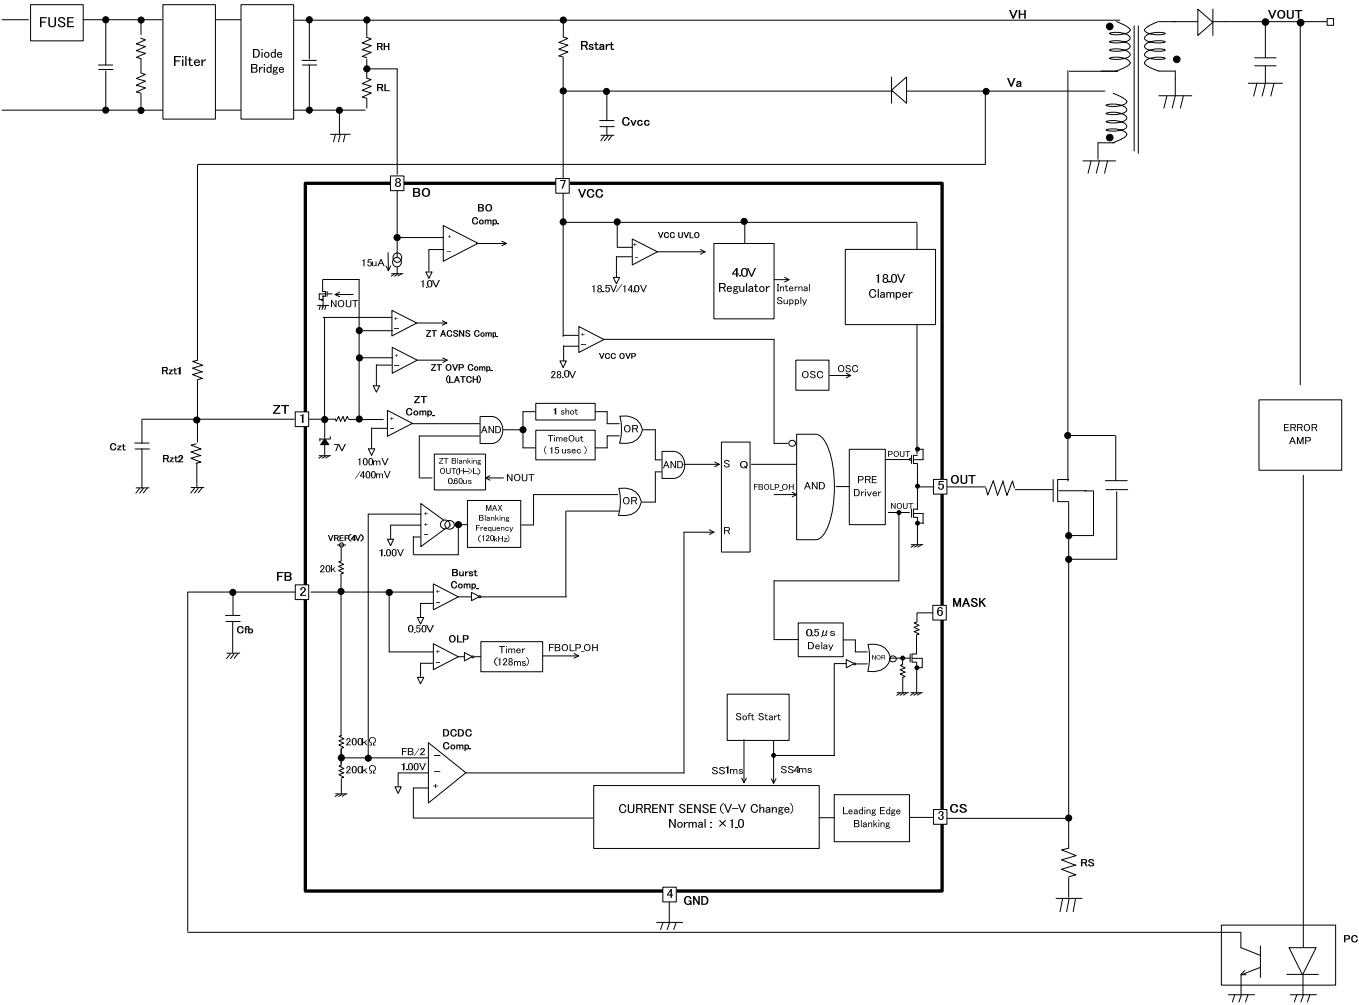 FUSE
Filter
Diode
Bridge
RH
RL
Rstart
VH
VOUT
Va
Cvcc
8
BO
7
VCC
BO
Comp.
15uA
1.0V
VCC UVLO
18.5V/14.0V
4.0V
Regulator
Internal
Supply
18.0V
Clamper
NOUT
ZT ACSNS Comp.
ZT OVP Comp.
(LATCH)
VCC OVP
28.0V
OSC
OSC
Rzt1
ZT
1
7V
ZT
Comp.
100mV
/400mV
AND
1 shot
TimeOut
( 15 usec )
OR
ZT Blanking
OUT(H->L)
0.60us
NOUT
AND
S
Q
R
FBOLP_OH
AND
PRE
Driver
POUT
NOUT
5
OUT
ERROR
AMP
Czt
Rzt2
1.00V
MAX
Blanking
Frequency
(120kHz)
OR
VREF(4V)
20k
FB
2
Cfb
Burst
Comp.
0.50V
OLP
Timer
(128ms)
FBOLP_OH
MASK
6
0.5μs
Delay
NOR
Soft Start
SS1ms
SS4ms
200kΩ
200kΩ
FB/2
1.00V
DCDC
Comp.
CURRENT SENSE (V-V Change)
Normal : ×1.0
Leading Edge
Blanking
3
CS
RS
4
GND
PC